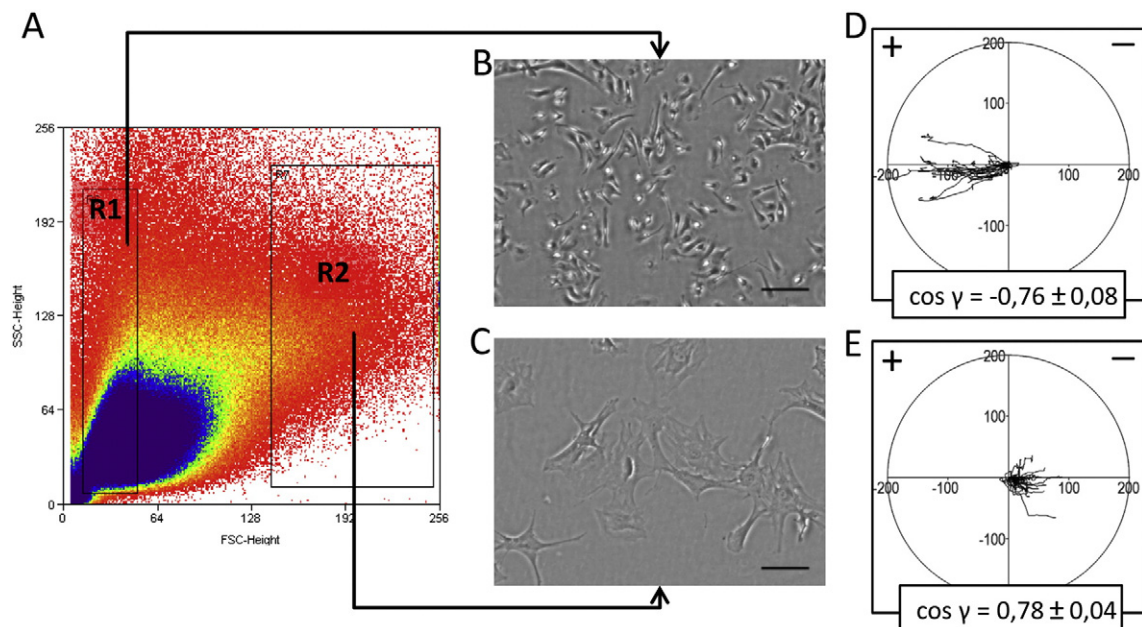 A
256
192
128
64
0
SSC-Height
R1
R2
0
64
128
192
256
FSC-Height
B
C
D
+
−
200
100
-200
-100
100
200
-100
cos γ = -0,76 ± 0,08
E
+
−
200
100
-200
-100
100
200
-100
cos γ = 0,78 ± 0,04